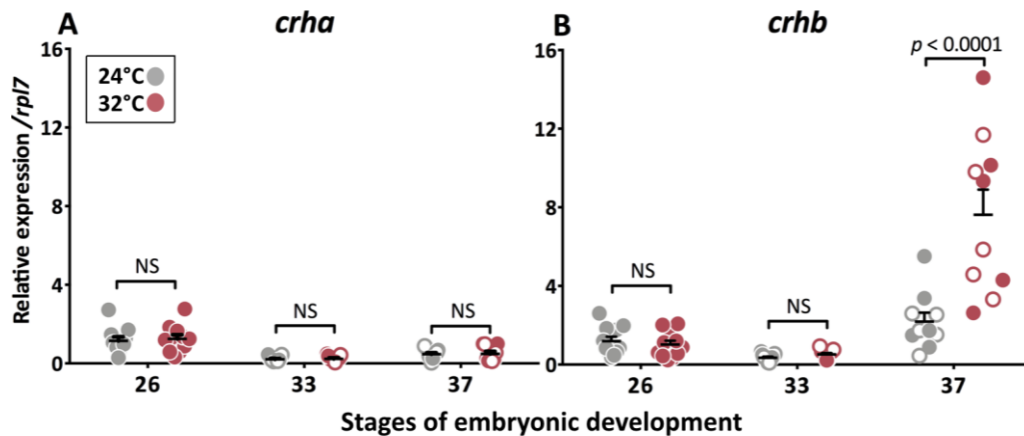 A
crha
16
12
8
4
0
24°C
32°C
Relative expression /rpl7
NS
NS
NS
26
33
37
B
crhb
16
12
8
4
0
NS
NS
p < 0.0001
26
33
37
Stages of embryonic development